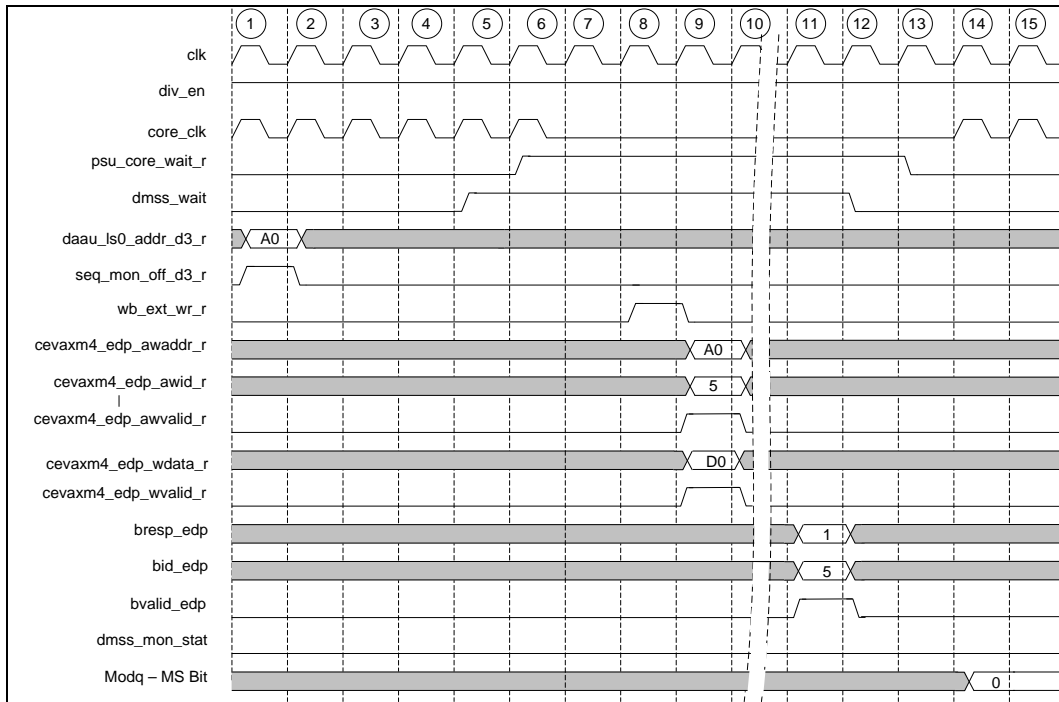 1 2 3 4 5 6 7 8 9 10 11 12 13 14 15
clk
div_en
core_clk
psu_core_wait_r
dmss_wait
daau_ls0_addr_d3_r A0
seq_mon_off_d3_r
wb_ext_wr_r
cevaxm4_edp_awaddr_r A0
cevaxm4_edp_awid_r 5
cevaxm4_edp_awvalid_r
cevaxm4_edp_wdata_r D0
cevaxm4_edp_wvalid_r
bresp_edp 1
bid_edp 5
bvalid_edp
dmss_mon_stat
Modq – MS Bit 0